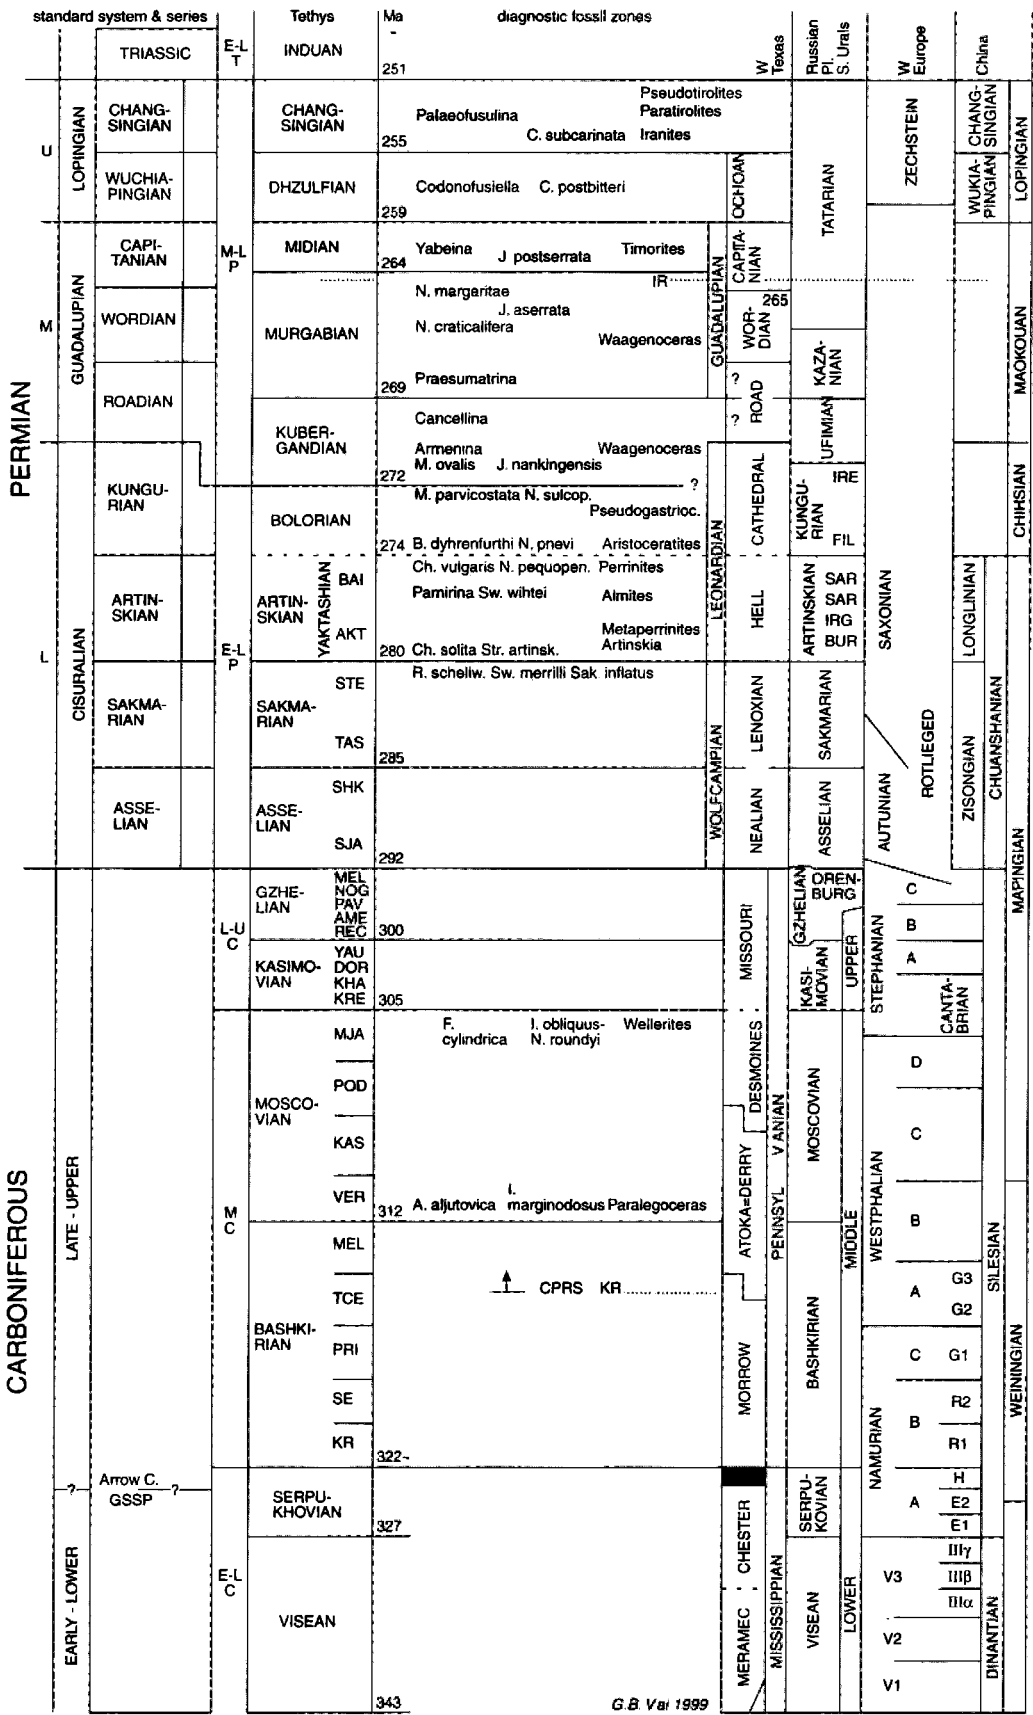 standard system & series
Tethys
Ma
diagnostic fossil zones
W Texas
Russian Pl. S. Urals
W Europe
China
TRIASSIC
E-L T
INDUAN
251
PERMIAN
U
LOPINGIAN
CHANG-
SINGIAN
CHANG-
SINGIAN
Palaeofusulina
Pseudotirolites
Paratirolites
C. subcarinata Iranites
255
ZECHSTEIN
CHANG-
SINGIAN
LOPINGIAN
WUCHIA-
PINGIAN
DHZULFIAN
Codonofusiella C. postbitteri
259
OCHOAN
TATARIAN
WUKIA-
PINGIAN
M
GUADALUPIAN
CAPI-
TANIAN
M-L P
MIDIAN
Yabeina J postserrata Timorites
264
IR
GUADALUPIAN
CAPITA-
NIAN
265
WORDIAN
MURGABIAN
N. margaritae
J. aserrata
N. craticalifera
Waagenoceras
Praesumatrina
269
WOR-
DIAN
KAZA-
NIAN
MAOKOUAN
ROADIAN
KUBER-
GANDIAN
Cancellina
Armenina Waagenoceras
M. ovalis J. nankingensis
272
?
?
ROAD
UFIMIAN
L
CISURALIAN
KUNGU-
RIAN
BOLORIAN
?
M. parvicostata N. sulcop.
Pseudogastrioc.
B. dyhrenfurthi N, pnevi Aristoceratites
274
LEONARDIAN
CATHEDRAL
KUNGU-
RIAN
IRE
FIL
CHIHSIAN
ARTIN-
SKIAN
E-L P
ARTIN-
SKIAN
YAKTASHIAN
BAI
AKT
Ch. vulgaris N. pequopen. Perrinites
Pamirina Sw. wihtei Almites
Metaperrinites
Artinskia
280 Ch. solita Str. artinsk.
HELL
ARTINSKIAN
SAR
SAR
IRG
BUR
SAXONIAN
LONGLINIAN
SAKMA-
RIAN
SAKMA-
RIAN
STE
TAS
R. schellw. Sw. merrilli Sak inflatus
285
WOLFCAMPIAN
LENOXIAN
SAKMARIAN
ROTLIEGED
ZISONGIAN
CHUANSHANIAN
ASSE-
LIAN
ASSE-
LIAN
SHK
SJA
292
NEALIAN
ASSELIAN
AUTUNIAN
MAPINGIAN
CARBONIFEROUS
LATE - UPPER
L-U C
GZHE-
LIAN
MEL
NOG
PAV
AME
REC
300
MISSOURI
GZHELIAN
OREN-
BURG
C
B
STEPHANIAN
KASIMO-
VIAN
YAU
DOR
KHA
KRE
305
KASI-
MOVIAN
UPPER
A
CANTA-
BRIAN
M C
MOSCO-
VIAN
MJA
POD
KAS
VER
F. cylindrica
I. obliquus-
N. roundyi
Wellerites
312 A. aljutovica
I. marginodosus Paralegoceras
DESMOINES
ATOKA=DERRY
PENNSYLVANIAN
MOSCOVIAN
MIDDLE
WESTPHALIAN
D
C
B
A
G3
G2
SILESIAN
BASHKI-
RIAN
MEL
TCE
PRI
SE
KR
CPRS KR
322
MORROW
BASHKIRIAN
NAMURIAN
C G1
B
R2
R1
WEININGIAN
?
Arrow C.
GSSP
?
EARLY - LOWER
E-L C
SERPU-
KHOVIAN
327
CHESTER
MISSISSIPPIAN
SERPU-
KOVIAN
LOWER
A
H
E2
E1
VISEAN
343
MERAMEC
VISEAN
V3
IIIγ
IIIβ
IIIα
V2
V1
DINANTIAN
G.B. Vai 1999